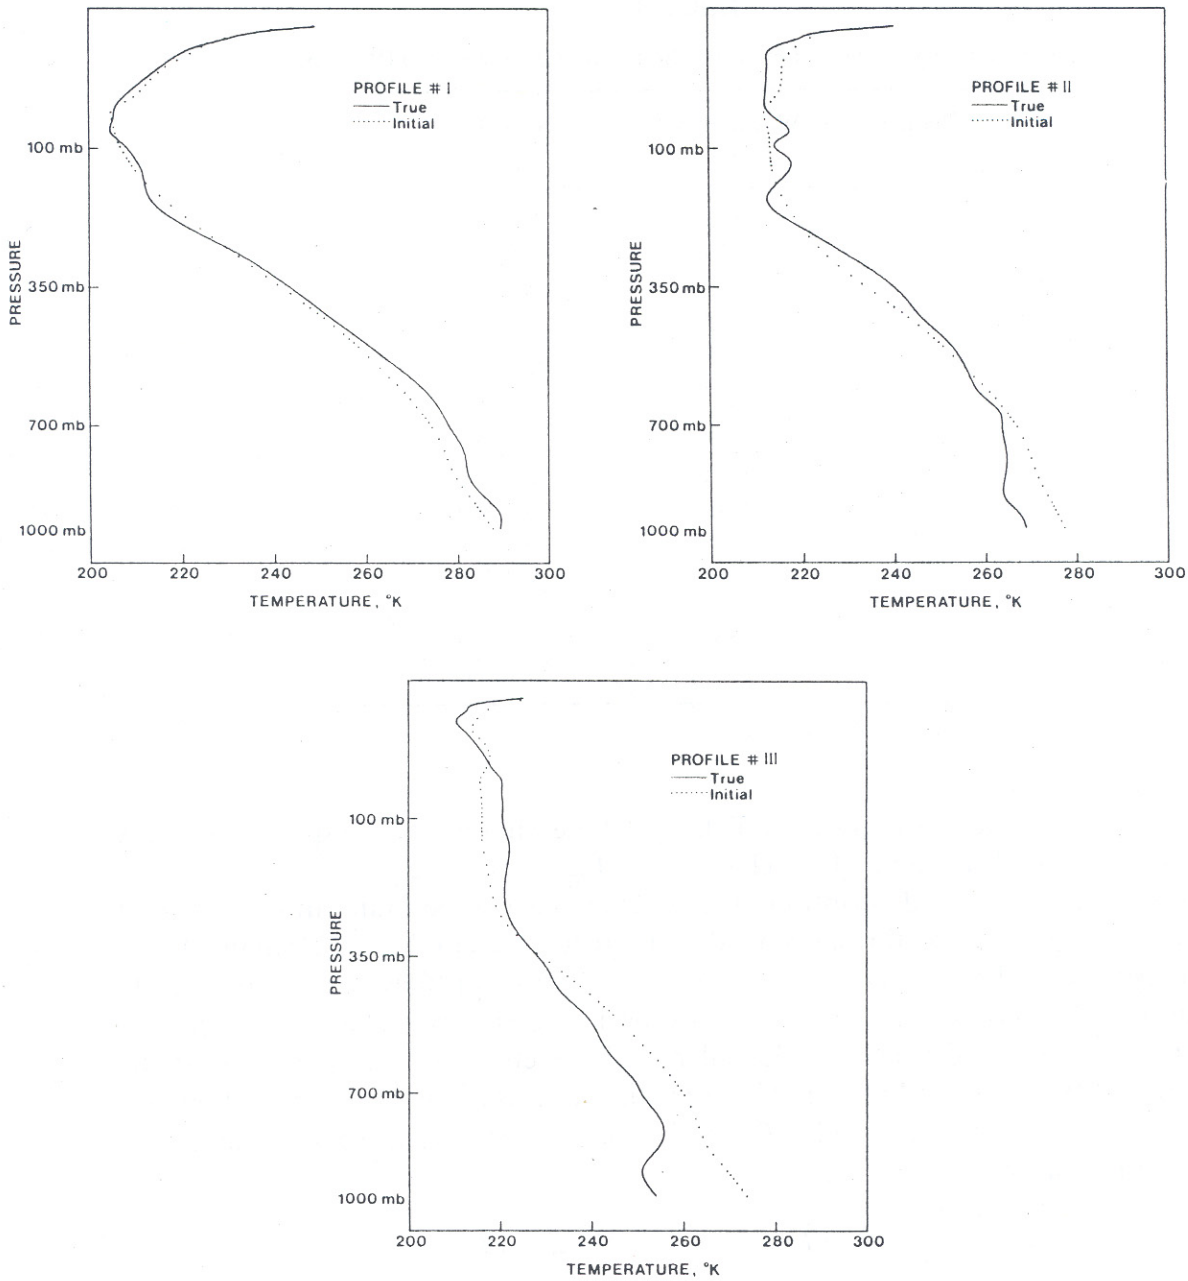 PROFILE # I
True
Initial
100 mb
350 mb
700 mb
1000 mb
PRESSURE
200 220 240 260 280 300
TEMPERATURE, °K
PROFILE # II
True
Initial
100 mb
350 mb
700 mb
1000 mb
PRESSURE
200 220 240 260 280 300
TEMPERATURE, °K
PROFILE # III
True
Initial
100 mb
350 mb
700 mb
1000 mb
PRESSURE
200 220 240 260 280 300
TEMPERATURE, °K